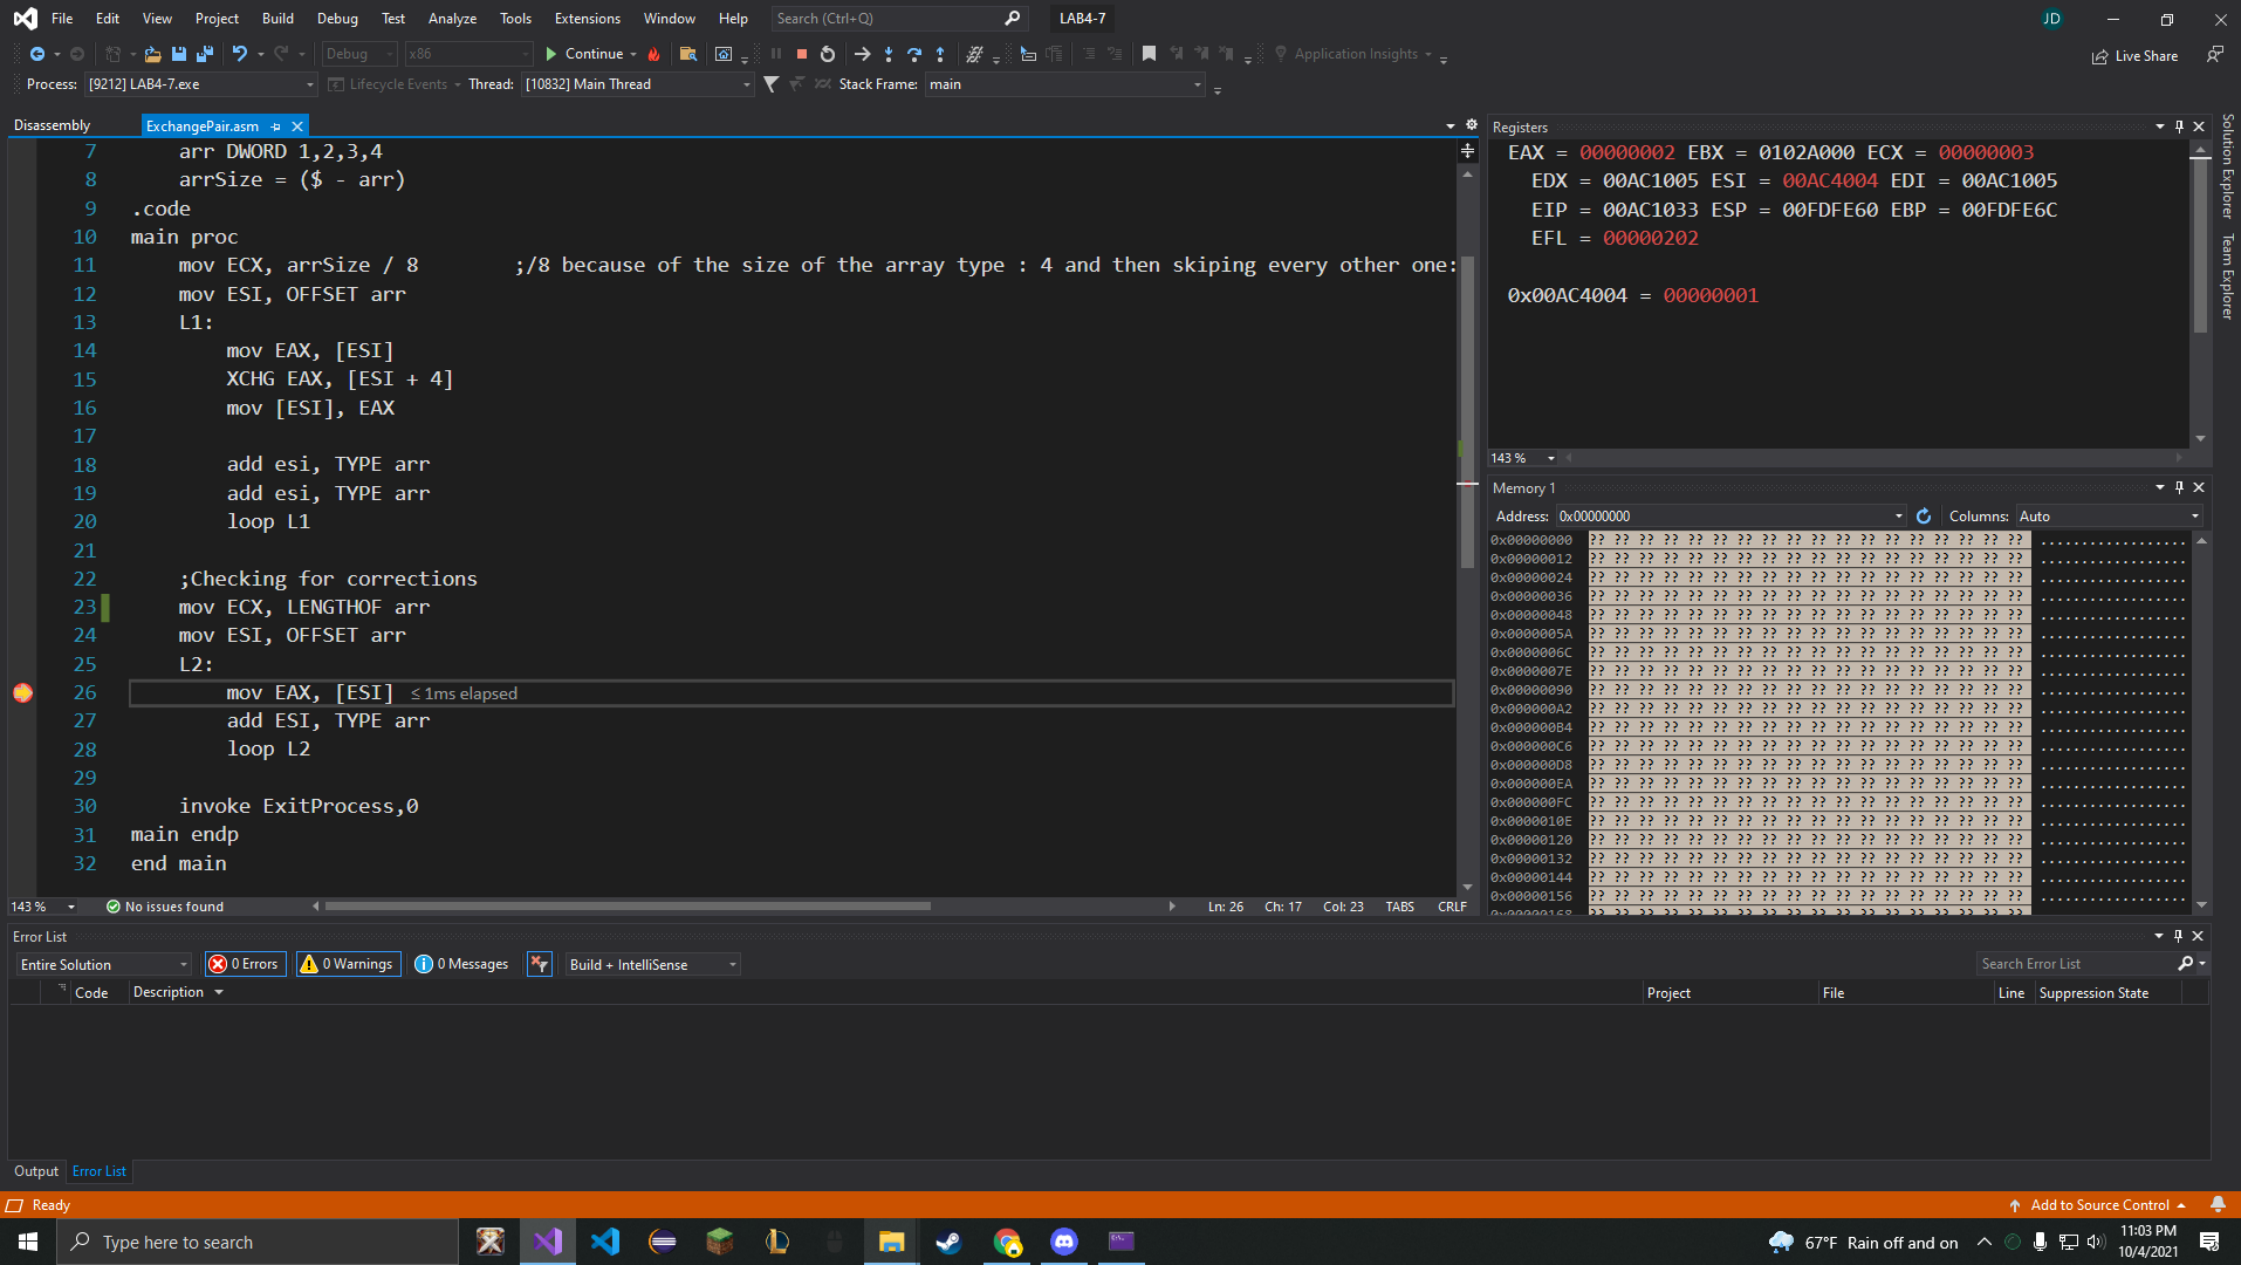 File Edit View Project Build Debug Test Analyze Tools Extensions Window Help Search (Ctrl+Q) LAB4-7 JD
Debug x86 Continue Application Insights Live Share
Process: [9212] LAB4-7.exe Lifecycle Events Thread: [10832] Main Thread Stack Frame: main
Disassembly ExchangePair.asm
7 arr DWORD 1,2,3,4
8 arrSize = ($ - arr)
9 .code
10 main proc
11 mov ECX, arrSize / 8 ;/8 because of the size of the array type : 4 and then skiping every other one:
12 mov ESI, OFFSET arr
13 L1:
14 mov EAX, [ESI]
15 XCHG EAX, [ESI + 4]
16 mov [ESI], EAX
17
18 add esi, TYPE arr
19 add esi, TYPE arr
20 loop L1
21
22 ;Checking for corrections
23 mov ECX, LENGTHOF arr
24 mov ESI, OFFSET arr
25 L2:
26 mov EAX, [ESI] ≤ 1ms elapsed
27 add ESI, TYPE arr
28 loop L2
29
30 invoke ExitProcess,0
31 main endp
32 end main
143 % No issues found Ln: 26 Ch: 17 Col: 23 TABS CRLF
Registers
EAX = 00000002 EBX = 0102A000 ECX = 00000003
EDX = 00AC1005 ESI = 00AC4004 EDI = 00AC1005
EIP = 00AC1033 ESP = 00FDFE60 EBP = 00FDFE6C
EFL = 00000202
0x00AC4004 = 00000001
143 %
Memory 1
Address: 0x00000000 Columns: Auto
0x00000000 ?? ?? ?? ?? ?? ?? ?? ?? ?? ?? ?? ?? ?? ?? ?? ?? ?? ?? ..................
0x00000012 ?? ?? ?? ?? ?? ?? ?? ?? ?? ?? ?? ?? ?? ?? ?? ?? ?? ?? ..................
0x00000024 ?? ?? ?? ?? ?? ?? ?? ?? ?? ?? ?? ?? ?? ?? ?? ?? ?? ?? ..................
0x00000036 ?? ?? ?? ?? ?? ?? ?? ?? ?? ?? ?? ?? ?? ?? ?? ?? ?? ?? ..................
0x00000048 ?? ?? ?? ?? ?? ?? ?? ?? ?? ?? ?? ?? ?? ?? ?? ?? ?? ?? ..................
0x0000005A ?? ?? ?? ?? ?? ?? ?? ?? ?? ?? ?? ?? ?? ?? ?? ?? ?? ?? ..................
0x0000006C ?? ?? ?? ?? ?? ?? ?? ?? ?? ?? ?? ?? ?? ?? ?? ?? ?? ?? ..................
0x0000007E ?? ?? ?? ?? ?? ?? ?? ?? ?? ?? ?? ?? ?? ?? ?? ?? ?? ?? ..................
0x00000090 ?? ?? ?? ?? ?? ?? ?? ?? ?? ?? ?? ?? ?? ?? ?? ?? ?? ?? ..................
0x000000A2 ?? ?? ?? ?? ?? ?? ?? ?? ?? ?? ?? ?? ?? ?? ?? ?? ?? ?? ..................
0x000000B4 ?? ?? ?? ?? ?? ?? ?? ?? ?? ?? ?? ?? ?? ?? ?? ?? ?? ?? ..................
0x000000C6 ?? ?? ?? ?? ?? ?? ?? ?? ?? ?? ?? ?? ?? ?? ?? ?? ?? ?? ..................
0x000000D8 ?? ?? ?? ?? ?? ?? ?? ?? ?? ?? ?? ?? ?? ?? ?? ?? ?? ?? ..................
0x000000EA ?? ?? ?? ?? ?? ?? ?? ?? ?? ?? ?? ?? ?? ?? ?? ?? ?? ?? ..................
0x000000FC ?? ?? ?? ?? ?? ?? ?? ?? ?? ?? ?? ?? ?? ?? ?? ?? ?? ?? ..................
0x0000010E ?? ?? ?? ?? ?? ?? ?? ?? ?? ?? ?? ?? ?? ?? ?? ?? ?? ?? ..................
0x00000120 ?? ?? ?? ?? ?? ?? ?? ?? ?? ?? ?? ?? ?? ?? ?? ?? ?? ?? ..................
0x00000132 ?? ?? ?? ?? ?? ?? ?? ?? ?? ?? ?? ?? ?? ?? ?? ?? ?? ?? ..................
0x00000144 ?? ?? ?? ?? ?? ?? ?? ?? ?? ?? ?? ?? ?? ?? ?? ?? ?? ?? ..................
0x00000156 ?? ?? ?? ?? ?? ?? ?? ?? ?? ?? ?? ?? ?? ?? ?? ?? ?? ?? ..................
0x00000168 ?? ?? ?? ?? ?? ?? ?? ?? ?? ?? ?? ?? ?? ?? ?? ?? ?? ??
Solution Explorer
Team Explorer
Error List
Entire Solution 0 Errors 0 Warnings 0 Messages Build + IntelliSense Search Error List
Code Description Project File Line Suppression State
Output Error List
Ready Add to Source Control
Type here to search 67°F Rain off and on 11:03 PM
10/4/2021